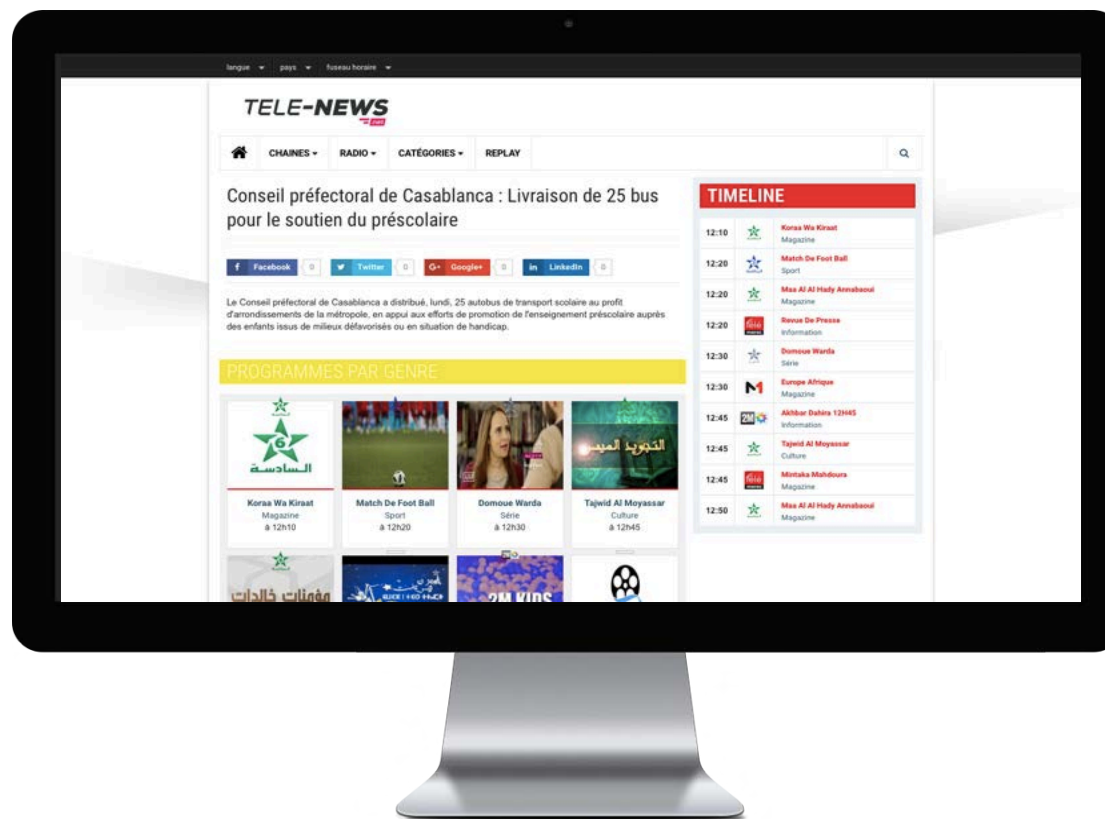 langue pays fuseau horaire
TELE-NEWS
CHAINES RADIO CATÉGORIES REPLAY
Conseil préfectoral de Casablanca : Livraison de 25 bus
pour le soutien du préscolaire
Facebook 0 Twitter 0 G+ Google+ 0 in LinkedIn 0
Le Conseil préfectoral de Casablanca a distribué, lundi, 25 autobus de transport scolaire au profit
d'arrondissements de la métropole, en appui aux efforts de promotion de l'enseignement préscolaire auprès
des enfants issus de milieux défavorisés ou en situation de handicap.
PROGRAMMES PAR GENRE
6
السادسة
التجويد الميسر
Koraa Wa Kiraat
Magazine
à 12h10
Match De Foot Ball
Sport
à 12h20
Domoue Warda
Série
à 12h30
Tajwid Al Moyassar
Culture
à 12h45
مؤمنات خالدات
2M KIDS
TIMELINE
12:10 Koraa Wa Kiraat
Magazine
12:20 Match De Foot Ball
Sport
12:20 Maa Al Al Hady Annabaoui
Magazine
12:20 Revue De Presse
Information
12:30 Domoue Warda
Série
12:30 Europe Afrique
Magazine
12:45 2M Akhbar Dahira 12H45
Information
12:45 Tajwid Al Moyassar
Culture
12:45 Mintaka Mahdoura
Magazine
12:50 Maa Al Al Hady Annabaoui
Magazine